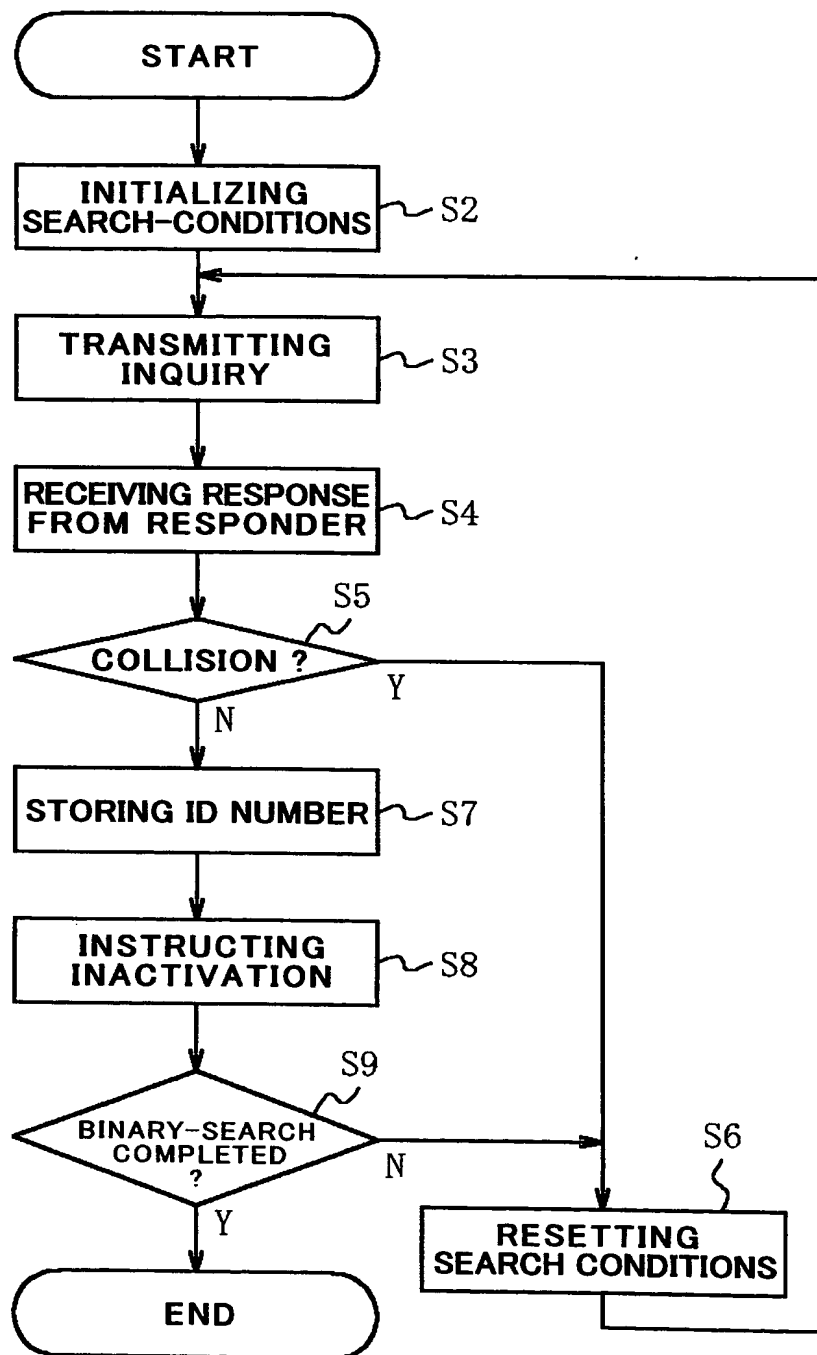 START
INITIALIZING
SEARCH-CONDITIONS
S2
TRANSMITTING
INQUIRY
S3
RECEIVING RESPONSE
FROM RESPONDER
S4
S5
COLLISION ?
Y
N
STORING ID NUMBER
S7
INSTRUCTING
INACTIVATION
S8
S9
BINARY-SEARCH
COMPLETED
?
N
Y
S6
RESETTING
SEARCH CONDITIONS
END